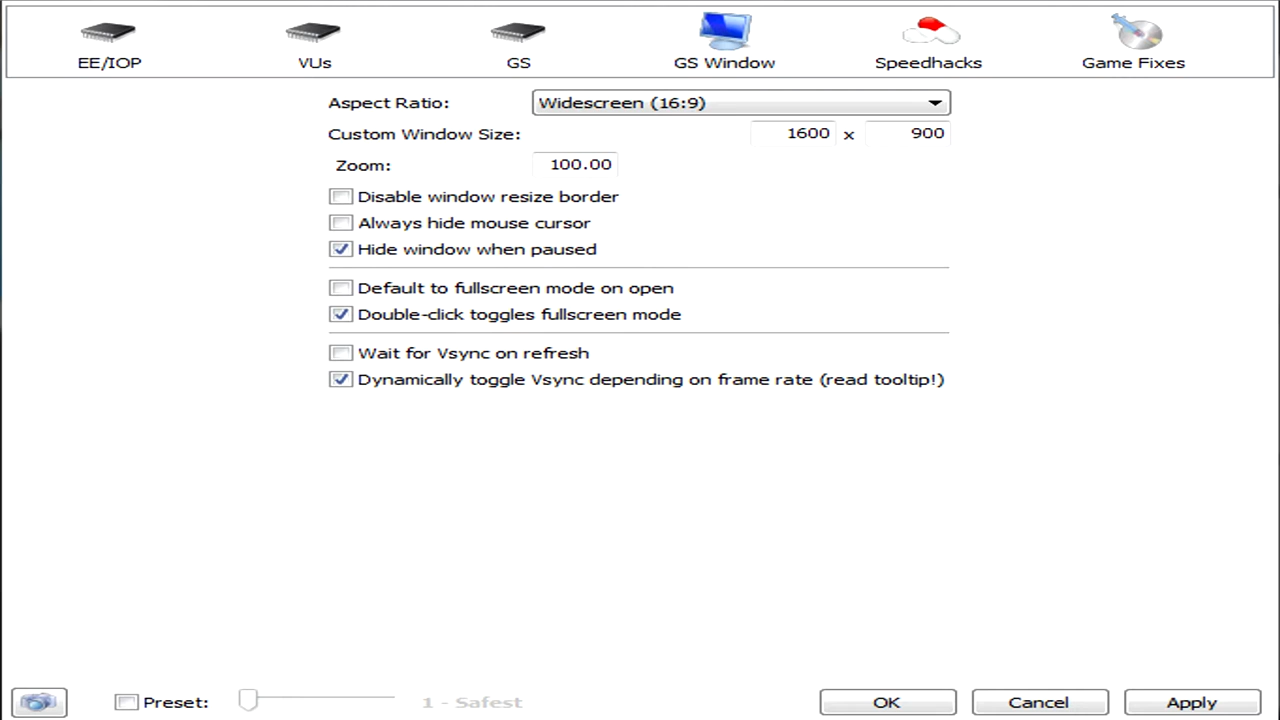 EE/IOP VUs GS GS Window Speedhacks Game Fixes
Aspect Ratio: Widescreen (16:9)
Custom Window Size: 1600 x 900
Zoom: 100.00
Disable window resize border
Always hide mouse cursor
Hide window when paused
Default to fullscreen mode on open
Double-click toggles fullscreen mode
Wait for Vsync on refresh
Dynamically toggle Vsync depending on frame rate (read tooltip!)
Preset: 1 - Safest OK Cancel Apply